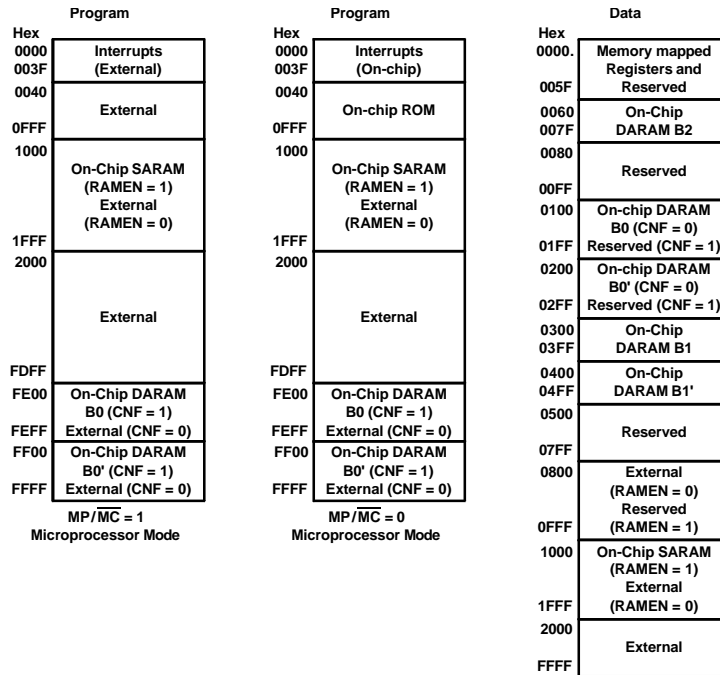 Program
Hex
0000
Interrupts
003F
(External)
0040
External
0FFF
1000
On-Chip SARAM
(RAMEN = 1)
External
(RAMEN = 0)
1FFF
2000
External
FDFF
FE00
On-Chip DARAM
B0 (CNF = 1)
FEFF
External (CNF = 0)
FF00
On-Chip DARAM
B0' (CNF = 1)
FFFF
External (CNF = 0)
MP/MC = 1
Microprocessor Mode
Program
Hex
0000
Interrupts
003F
(On-chip)
0040
On-chip ROM
0FFF
1000
On-Chip SARAM
(RAMEN = 1)
External
(RAMEN = 0)
1FFF
2000
External
FDFF
FE00
On-Chip DARAM
B0 (CNF = 1)
FEFF
External (CNF = 0)
FF00
On-Chip DARAM
B0' (CNF = 1)
FFFF
External (CNF = 0)
MP/MC = 0
Microprocessor Mode
Data
Hex
0000.
Memory mapped
Registers and
005F
Reserved
0060
On-Chip
007F
DARAM B2
0080
Reserved
00FF
0100
On-chip DARAM
B0 (CNF = 0)
01FF
Reserved (CNF = 1)
0200
On-chip DARAM
B0' (CNF = 0)
02FF
Reserved (CNF = 1)
0300
On-Chip
03FF
DARAM B1
0400
On-Chip
04FF
DARAM B1'
0500
Reserved
07FF
0800
External
(RAMEN = 0)
Reserved
0FFF
(RAMEN = 1)
1000
On-Chip SARAM
(RAMEN = 1)
External
1FFF
(RAMEN = 0)
2000
External
FFFF